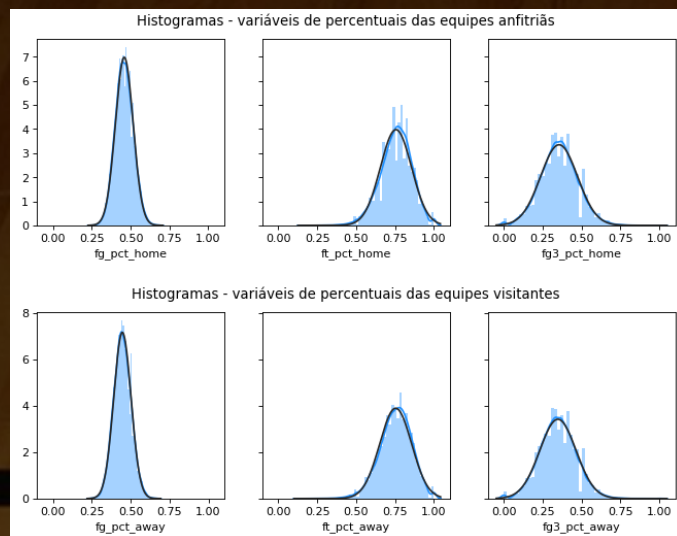 Histogramas - variáveis de percentuais das equipes anfitriãs
7
6
5
4
3
2
1
0
0.00 0.25 0.50 0.75 1.00 0.00 0.25 0.50 0.75 1.00 0.00 0.25 0.50 0.75 1.00
fg_pct_home ft_pct_home fg3_pct_home
Histogramas - variáveis de percentuais das equipes visitantes
8
6
4
2
0
0.00 0.25 0.50 0.75 1.00 0.00 0.25 0.50 0.75 1.00 0.00 0.25 0.50 0.75 1.00
fg_pct_away ft_pct_away fg3_pct_away